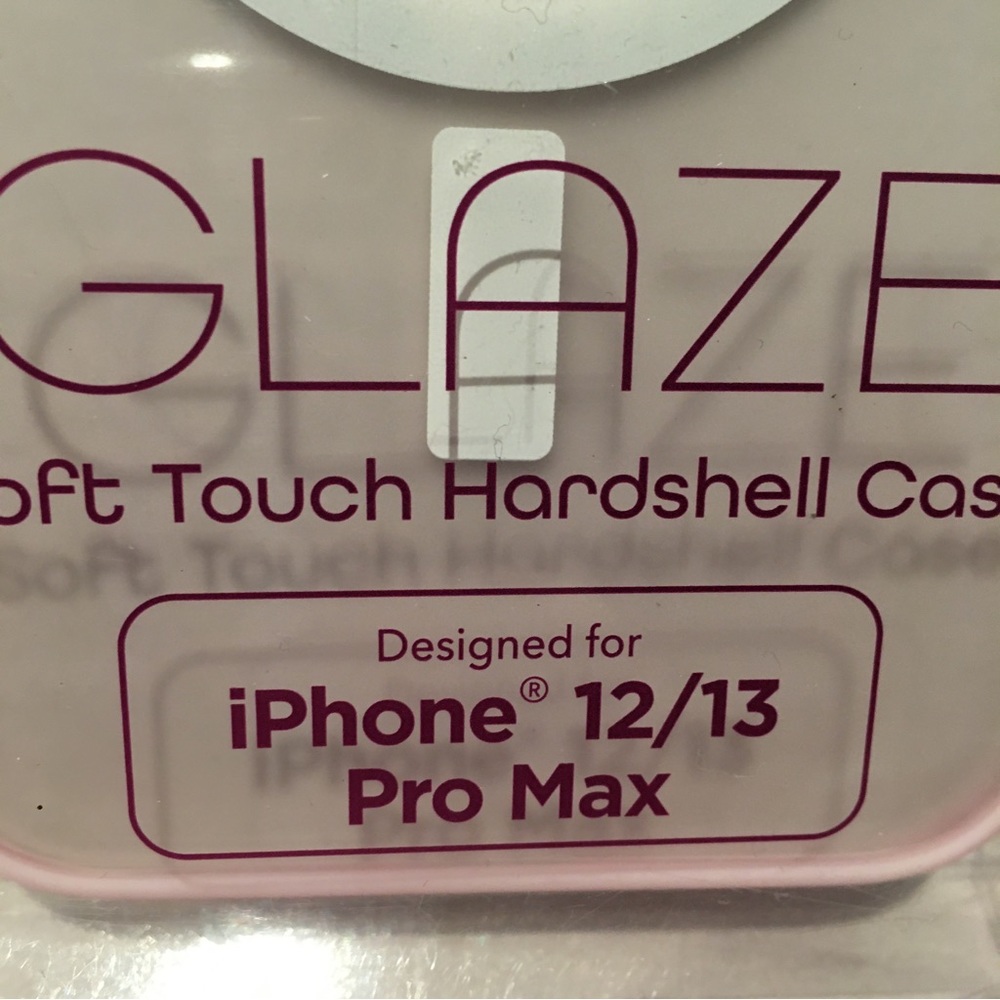 GLAZE
oft Touch Hardshell Cas
Designed for
iPhone® 12/13
Pro Max